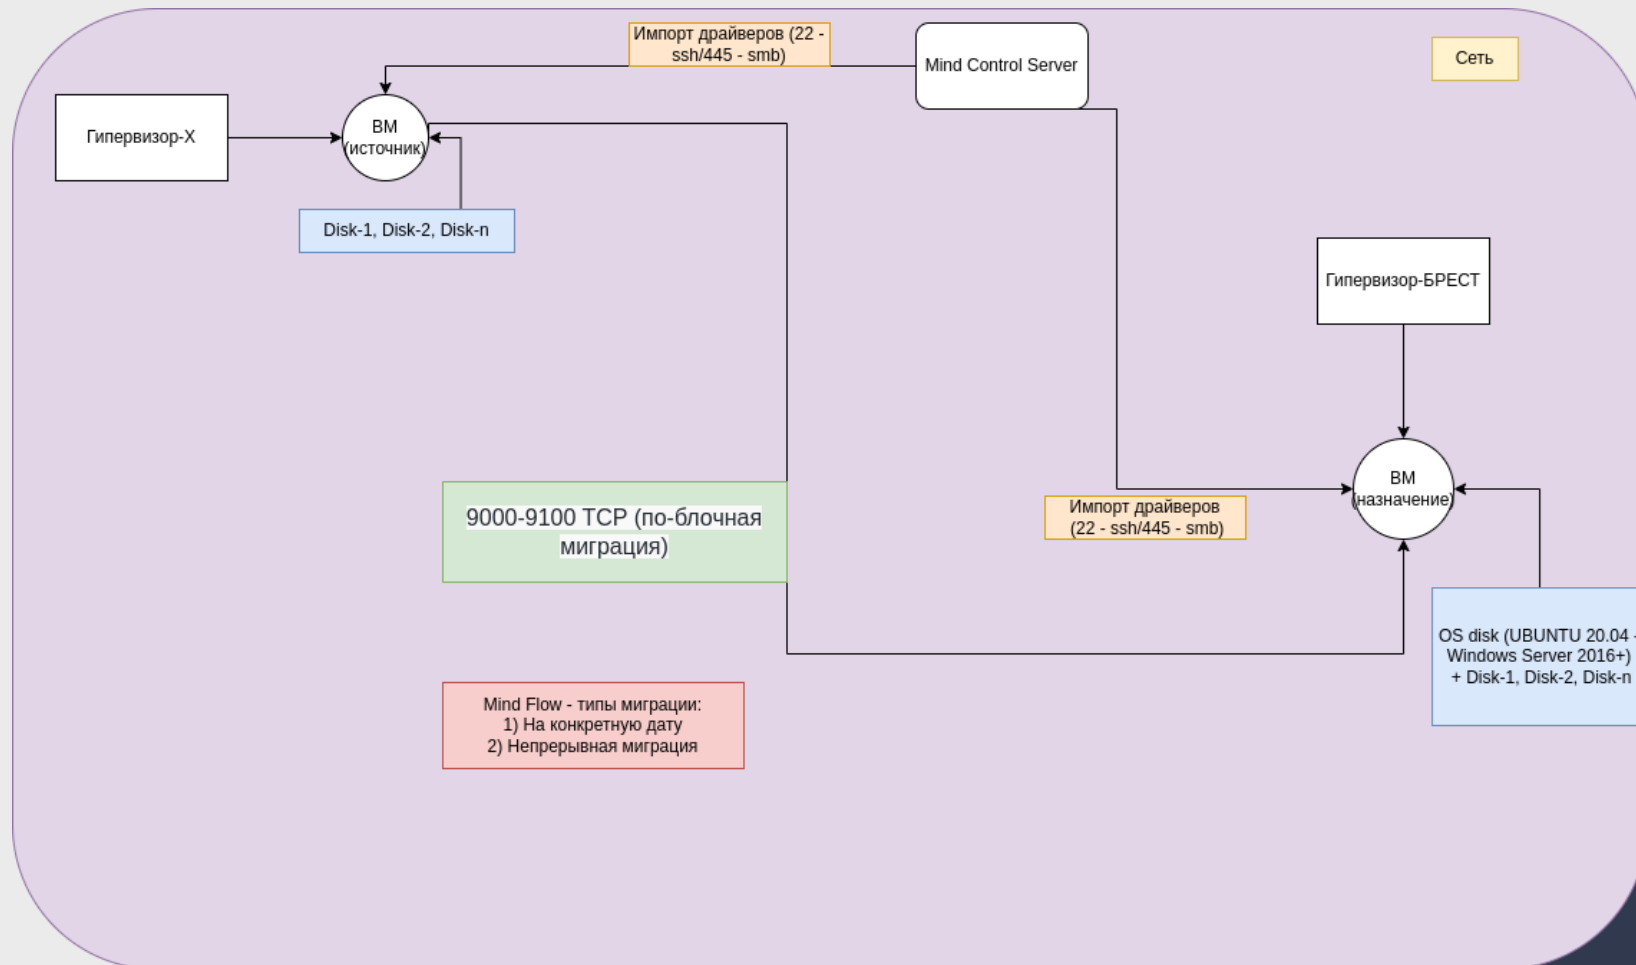 Импорт драйверов (22 -
ssh/445 - smb)
Mind Control Server
Сеть
Гипервизор-X
ВМ
(источник)
Disk-1, Disk-2, Disk-n
Гипервизор-БРЕСТ
ВМ
(назначение)
9000-9100 TCP (по-блочная
миграция)
Импорт драйверов
(22 - ssh/445 - smb)
OS disk (UBUNTU 20.04 -
Windows Server 2016+)
+ Disk-1, Disk-2, Disk-n
Mind Flow - типы миграции:
1) На конкретную дату
2) Непрерывная миграция